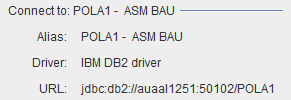 Connect to: POLA1 - ASM BAU
Alias: POLA1 - ASM BAU
Driver: IBM DB2 driver
URL: jdbc:db2://auaal1251:50102/POLA1